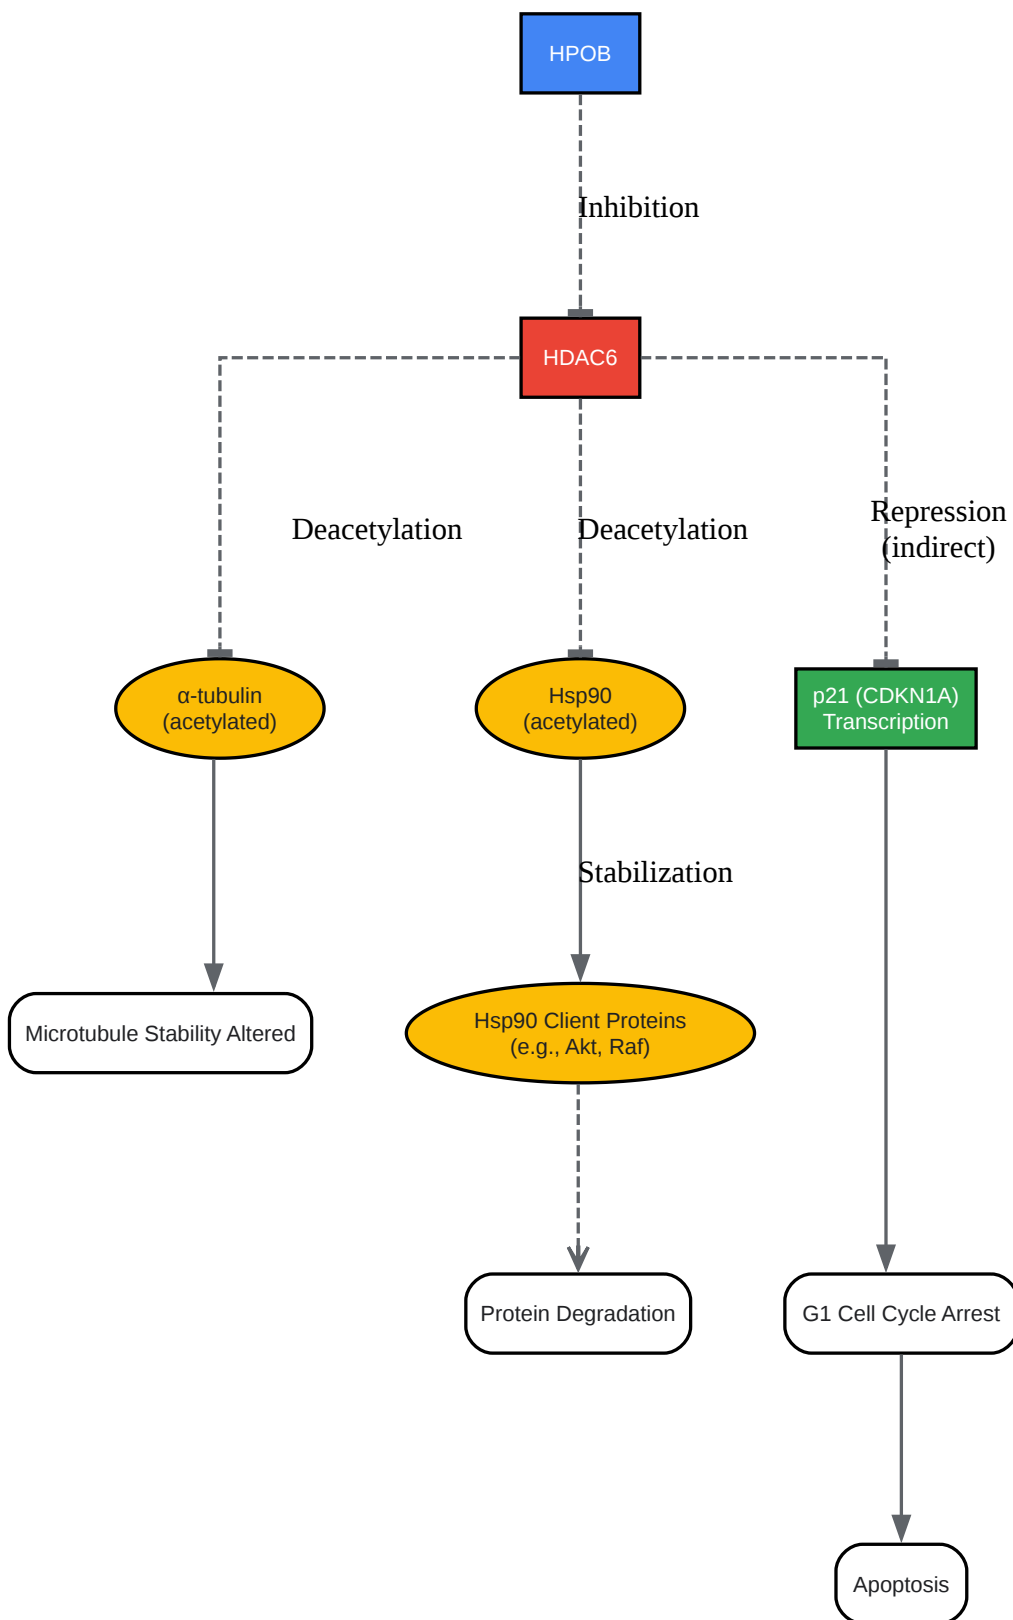 HPOB
Inhibition
HDAC6
Deacetylation
Deacetylation
Repression
(indirect)
α-tubulin
(acetylated)
Hsp90
(acetylated)
p21 (CDKN1A)
Transcription
Stabilization
Microtubule Stability Altered
Hsp90 Client Proteins
(e.g., Akt, Raf)
Protein Degradation
G1 Cell Cycle Arrest
Apoptosis